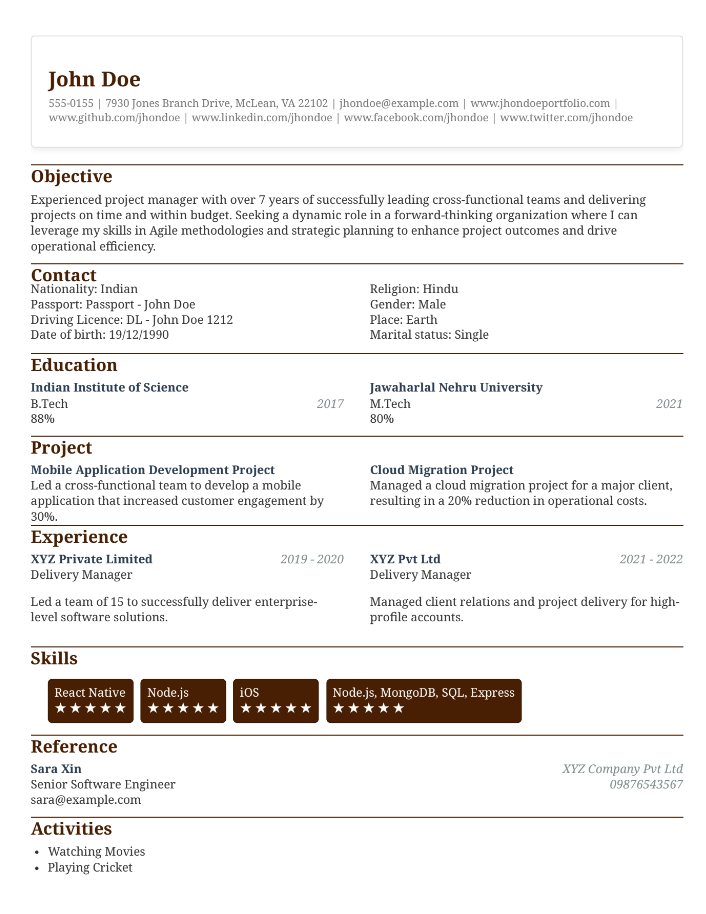 John Doe
555-0155 | 7930 Jones Branch Drive, McLean, VA 22102 | jhondoe@example.com | www.jhondoeportfolio.com |
www.github.com/jhondoe | www.linkedin.com/jhondoe | www.facebook.com/jhondoe | www.twitter.com/jhondoe
Objective
Experienced project manager with over 7 years of successfully leading cross-functional teams and delivering
projects on time and within budget. Seeking a dynamic role in a forward-thinking organization where I can
leverage my skills in Agile methodologies and strategic planning to enhance project outcomes and drive
operational efficiency.
Contact
Nationality: Indian
Passport: Passport - John Doe
Driving Licence: DL - John Doe 1212
Date of birth: 19/12/1990
Religion: Hindu
Gender: Male
Place: Earth
Marital status: Single
Education
Indian Institute of Science
B.Tech 2017
88%
Jawaharlal Nehru University
M.Tech 2021
80%
Project
Mobile Application Development Project
Led a cross-functional team to develop a mobile
application that increased customer engagement by
30%.
Cloud Migration Project
Managed a cloud migration project for a major client,
resulting in a 20% reduction in operational costs.
Experience
XYZ Private Limited 2019 - 2020
Delivery Manager
Led a team of 15 to successfully deliver enterprise-
level software solutions.
XYZ Pvt Ltd 2021 - 2022
Delivery Manager
Managed client relations and project delivery for high-
profile accounts.
Skills
React Native
★★★★★
Node.js
★★★★★
iOS
★★★★★
Node.js, MongoDB, SQL, Express
★★★★★
Reference
Sara Xin XYZ Company Pvt Ltd
Senior Software Engineer 09876543567
sara@example.com
Activities
• Watching Movies
• Playing Cricket